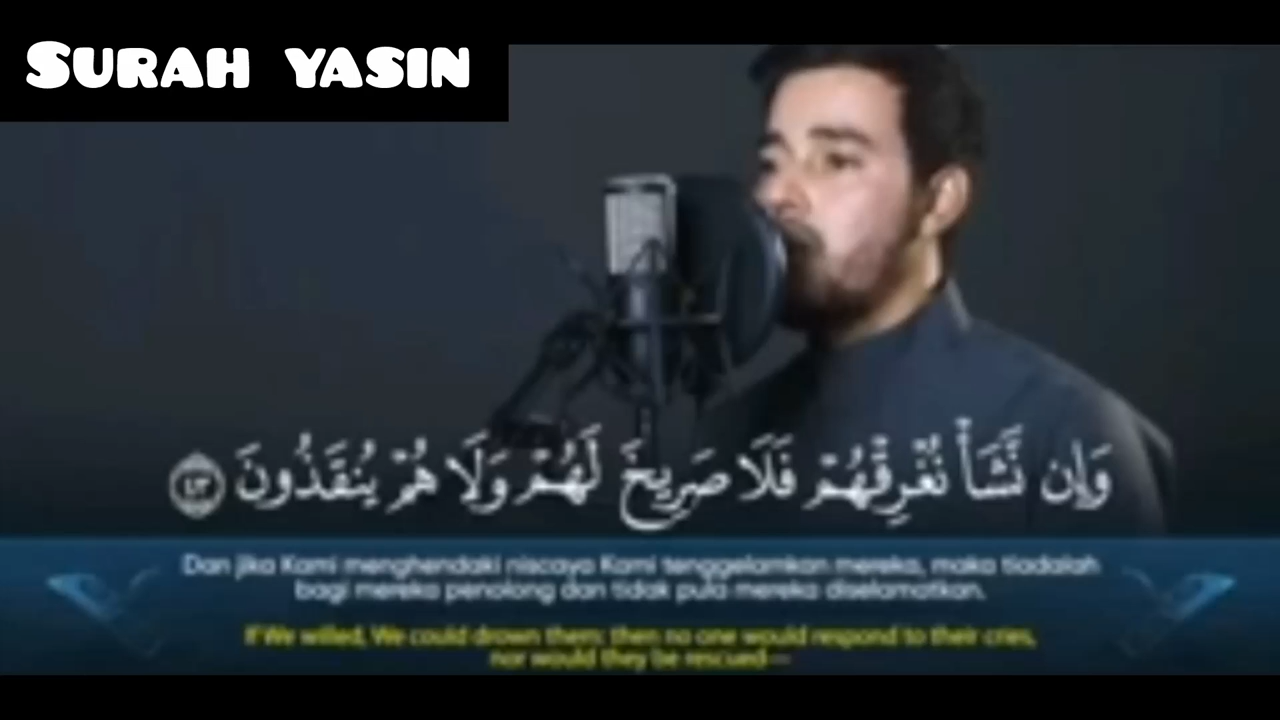 SURAH YASIN
وَإِن نَّشَأْ نُغْرِقْهُمْ فَلَا صَرِيخَ لَهُمْ وَلَا هُمْ يُنقَذُونَ ٤٣
Dan jika Kami menghendaki niscaya Kami tenggelamkan mereka, maka tiadalah
bagi mereka penolong dan tidak pula mereka diselamatkan.
If We willed, We could drown them: then no one would respond to their cries,
nor would they be rescued—